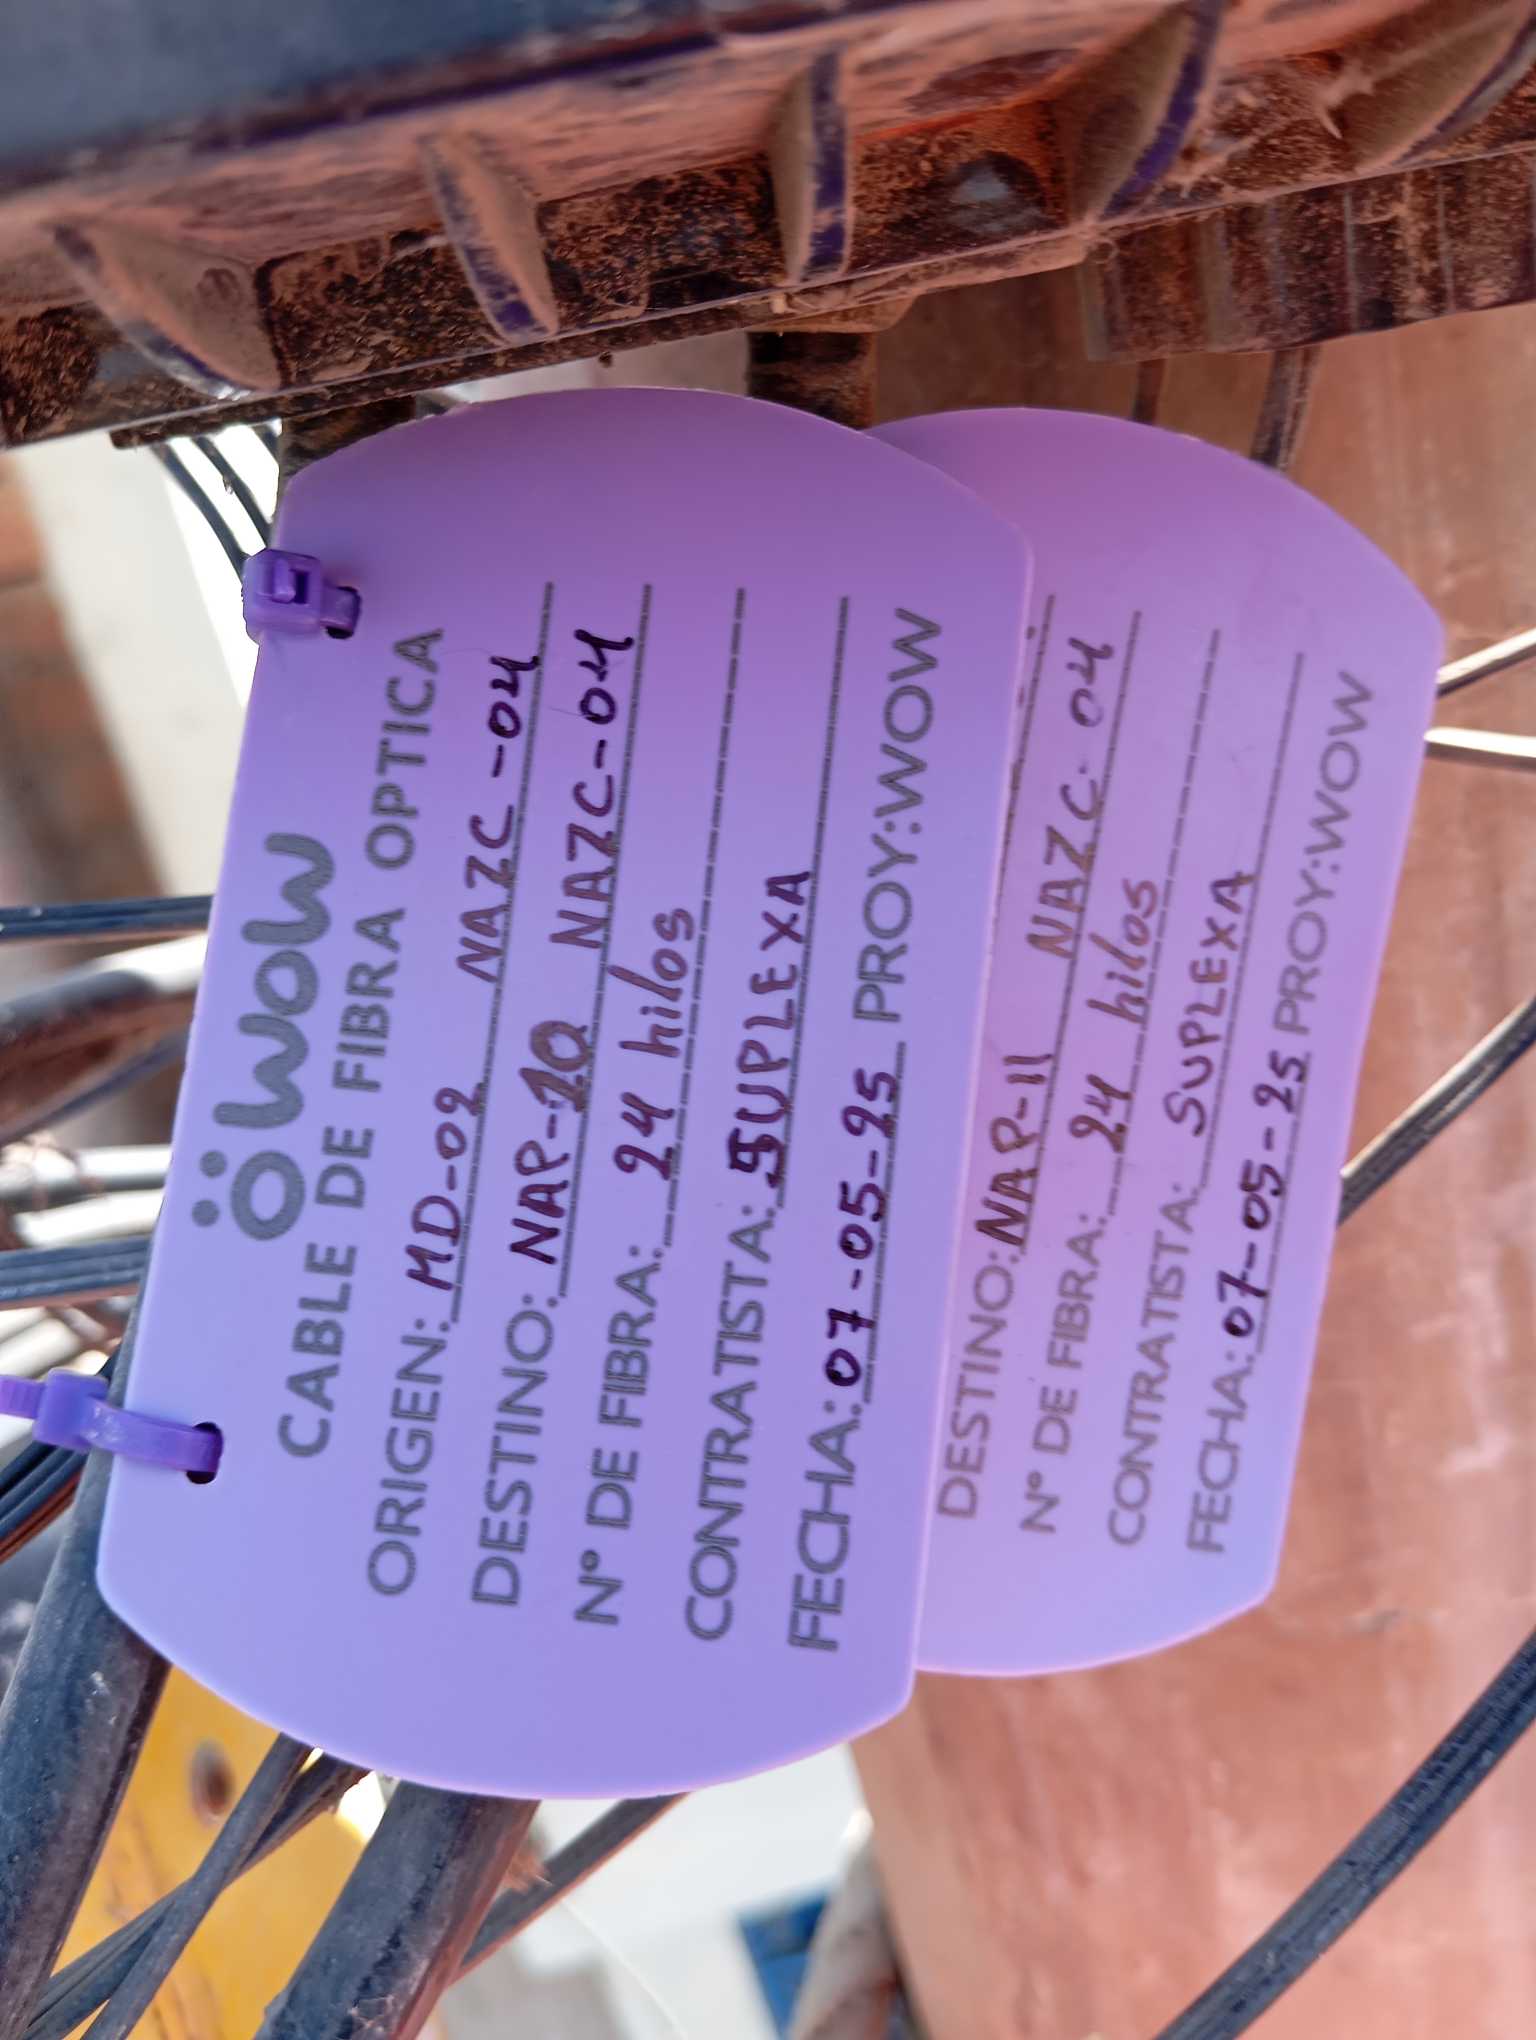 WOW
CABLE DE FIBRA OPTICA
ORIGEN: MD-02 NAZC-04
DESTINO: NAP-10 NAZC-04
N° DE FIBRA: 24 hilos
CONTRATISTA: SUPLEXA
FECHA: 07-05-25 PROY:WOW
DESTINO: NAP-11 NAZC-04
N° DE FIBRA: 24 hilos
CONTRATISTA: SUPLEXA
FECHA: 07-05-25 PROY:WOW